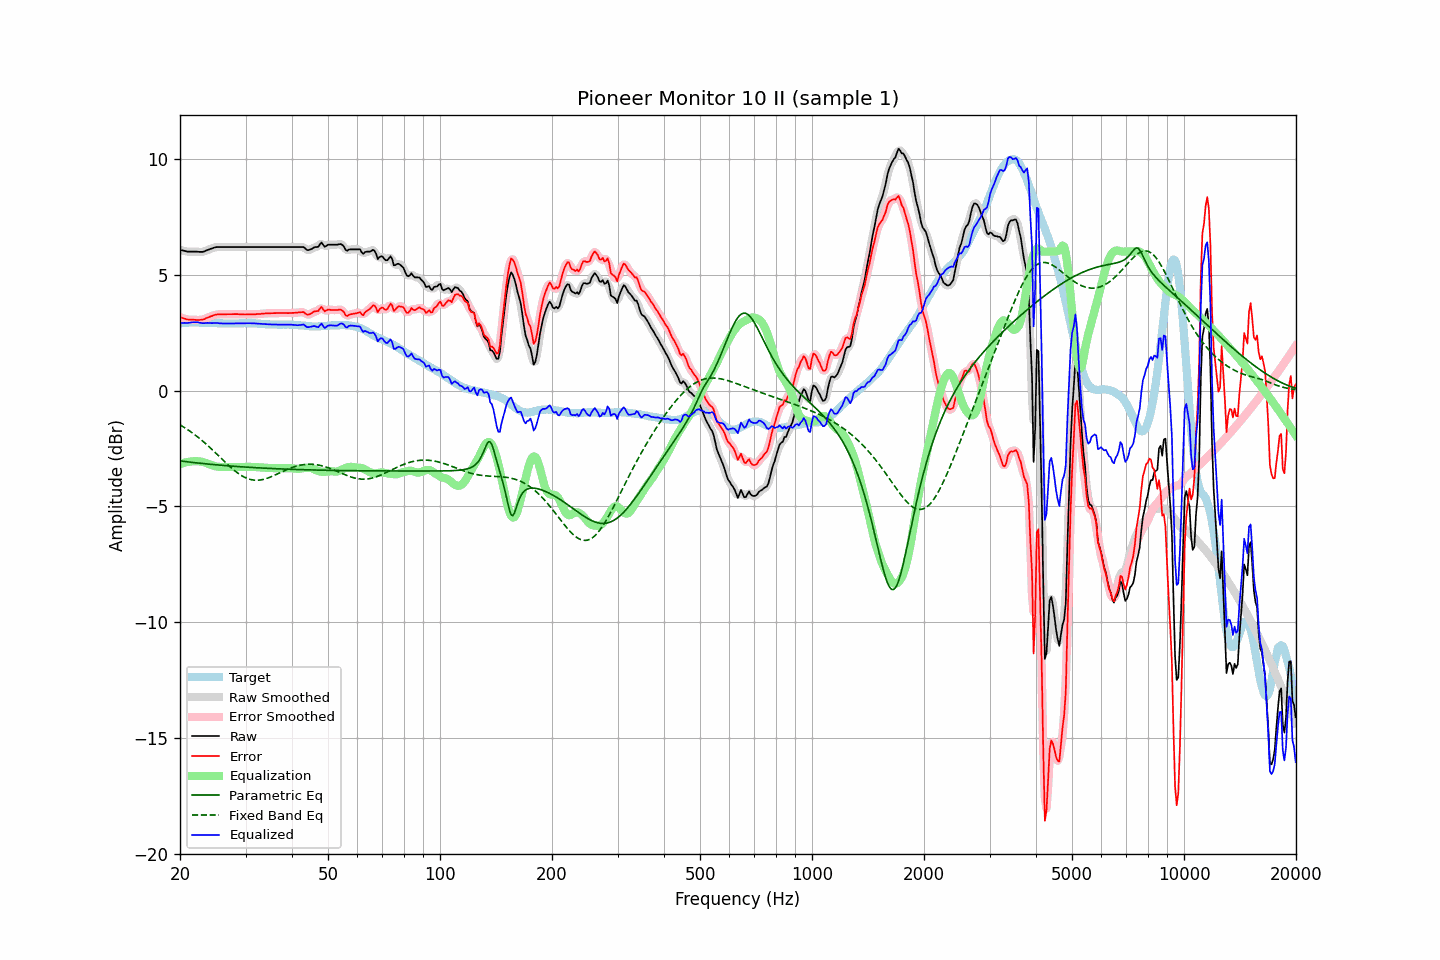 Pioneer Monitor 10 II (sample 1)
Amplitude (dBr)
10
5
0
−5
−10
−15
−20
Target
Raw Smoothed
Error Smoothed
Raw
Error
Equalization
Parametric Eq
Fixed Band Eq
Equalized
20 50 100 200 500 1000 2000 5000 10000 20000
Frequency (Hz)